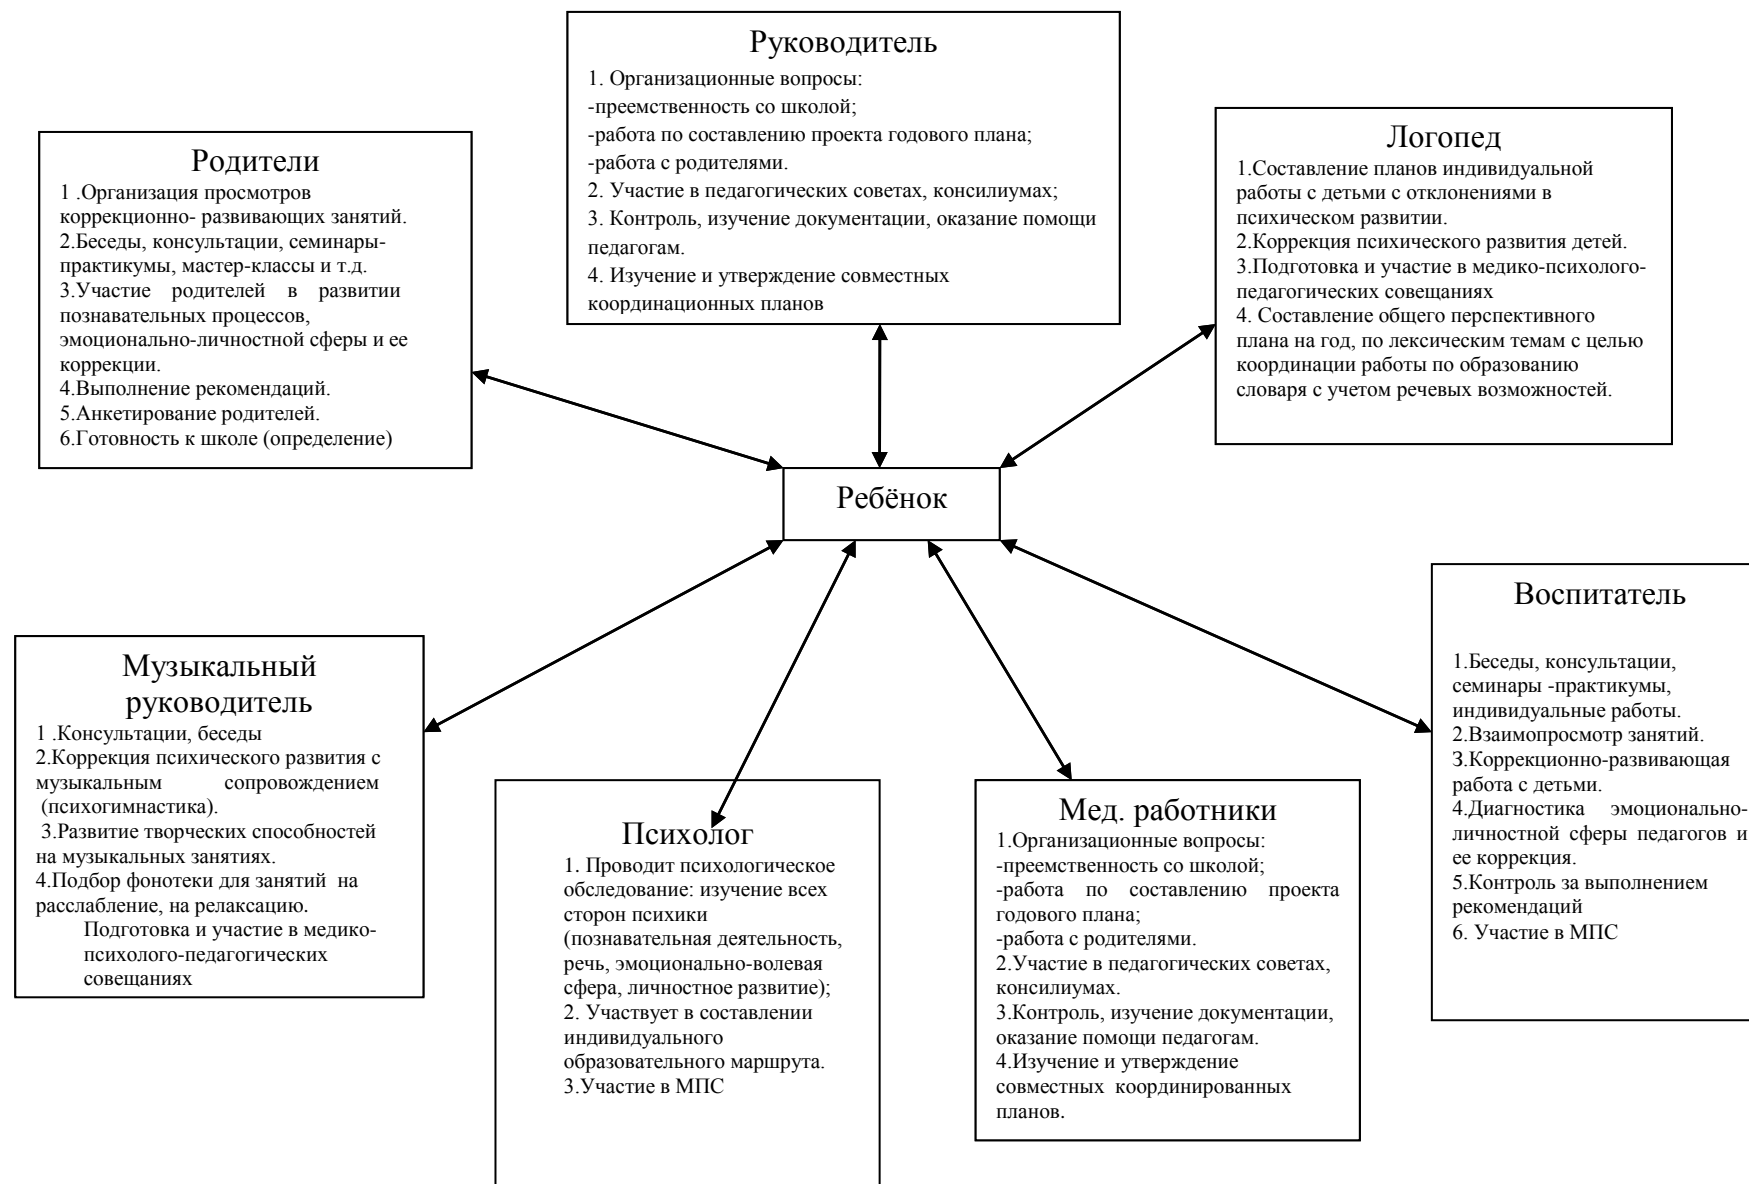 Руководитель
1. Организационные вопросы:
-преемственность со школой;
-работа по составлению проекта годового плана;
-работа с родителями.
2. Участие в педагогических советах, консилиумах;
3. Контроль, изучение документации, оказание помощи
педагогам.
4. Изучение и утверждение совместных
координационных планов
Родители
1 .Организация просмотров
коррекционно- развивающих занятий.
2.Беседы, консультации, семинары-
практикумы, мастер-классы и т.д.
3.Участие родителей в развитии
познавательных процессов,
эмоционально-личностной сферы и ее
коррекции.
4.Выполнение рекомендаций.
5.Анкетирование родителей.
6.Готовность к школе (определение)
Логопед
1.Составление планов индивидуальной
работы с детьми с отклонениями в
психическом развитии.
2.Коррекция психического развития детей.
3.Подготовка и участие в медико-психолого-
педагогических совещаниях
4. Составление общего перспективного
плана на год, по лексическим темам с целью
координации работы по образованию
словаря с учетом речевых возможностей.
Ребёнок
Музыкальный
руководитель
1 .Консультации, беседы
2.Коррекция психического развития с
музыкальным сопровождением
(психогимнастика).
3.Развитие творческих способностей
на музыкальных занятиях.
4.Подбор фонотеки для занятий на
расслабление, на релаксацию.
Подготовка и участие в медико-
психолого-педагогических
совещаниях
Психолог
1. Проводит психологическое
обследование: изучение всех
сторон психики
(познавательная деятельность,
речь, эмоционально-волевая
сфера, личностное развитие);
2. Участвует в составлении
индивидуального
образовательного маршрута.
3.Участие в МПС
Мед. работники
1.Организационные вопросы:
-преемственность со школой;
-работа по составлению проекта
годового плана;
-работа с родителями.
2.Участие в педагогических советах,
консилиумах.
3.Контроль, изучение документации,
оказание помощи педагогам.
4.Изучение и утверждение
совместных координированных
планов.
Воспитатель
1.Беседы, консультации,
семинары -практикумы,
индивидуальные работы.
2.Взаимопросмотр занятий.
3.Коррекционно-развивающая
работа с детьми.
4.Диагностика эмоционально-
личностной сферы педагогов и
ее коррекция.
5.Контроль за выполнением
рекомендаций
6. Участие в МПС